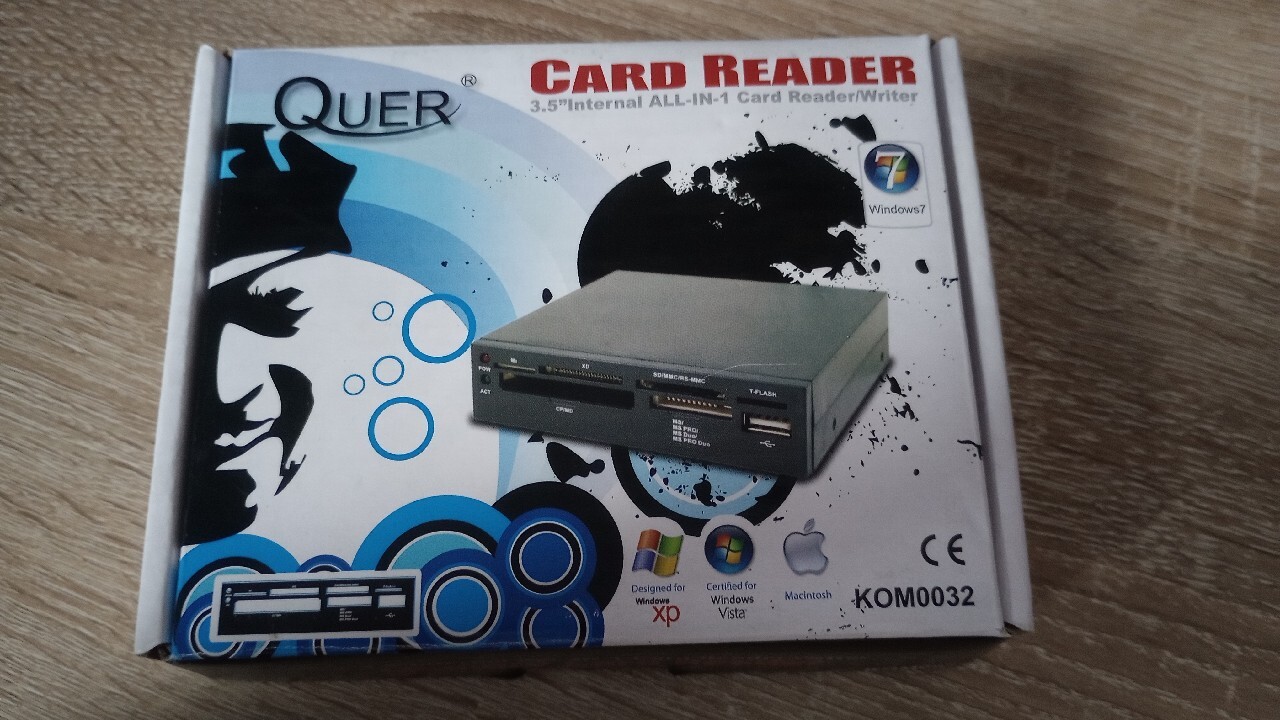 QUER®
CARD READER
3.5"Internal ALL-IN-1 Card Reader/Writer
7
Windows7
POW
ACT
XD
CF/MD
SD/MMC/RS-MMC
MS/
MS PRO/
MS Duo/
MS PRO Duo
T-FLASH
Designed for
Windows
xp
Certified for
Windows
Vista
Macintosh
CE
KOM0032